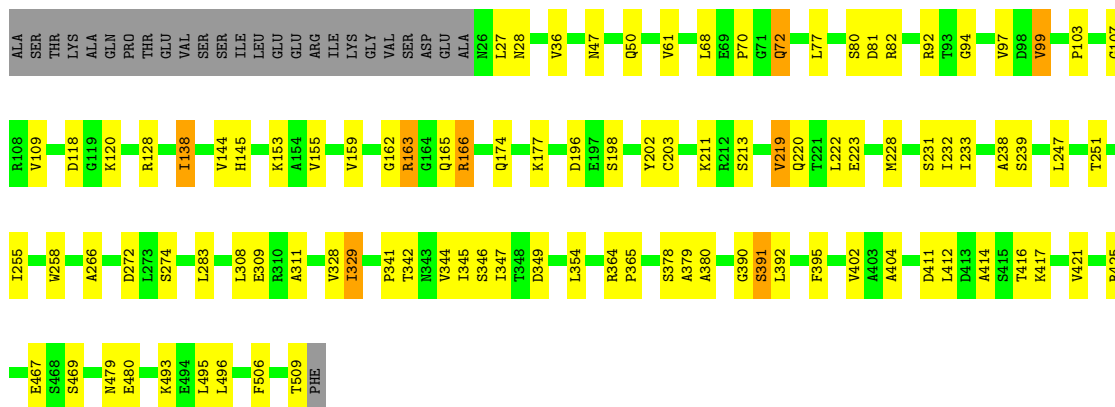 ALA SER THR LYS ALA GLN PRO THR GLU VAL SER SER ILE LEU GLU GLU ARG ILE LYS GLY VAL SER ASP GLU ALA N26 L27 N28 V36 N47 Q50 V61 L68 E69 P70 G71 Q72 L77 S80 D81 R82 R92 T93 G94 V97 D98 V99 P103
R108 V109 D118 G119 K120 R128 I138 V144 H145 K153 A154 V155 V159 G162 R163 G164 Q165 R166 Q174 K177 D196 E197 S198 Y202 C203 K211 R212 S213 V219 Q220 T221 L222 E223 M228 S231 I232 I233 A238 S239 L247 T251
I255 W258 A266 D272 L273 S274 L283 L308 E309 R310 A311 V328 I329 P341 T342 N343 V344 I345 S346 I347 T348 D349 L354 R364 P365 S378 A379 A380 G390 S391 L392 F395 V402 A403 A404 D411 L412 D413 A414 S415 T416 K417 V421
E467 S468 S469 N479 E480 K493 E494 L495 L496 F506 T509 PHE